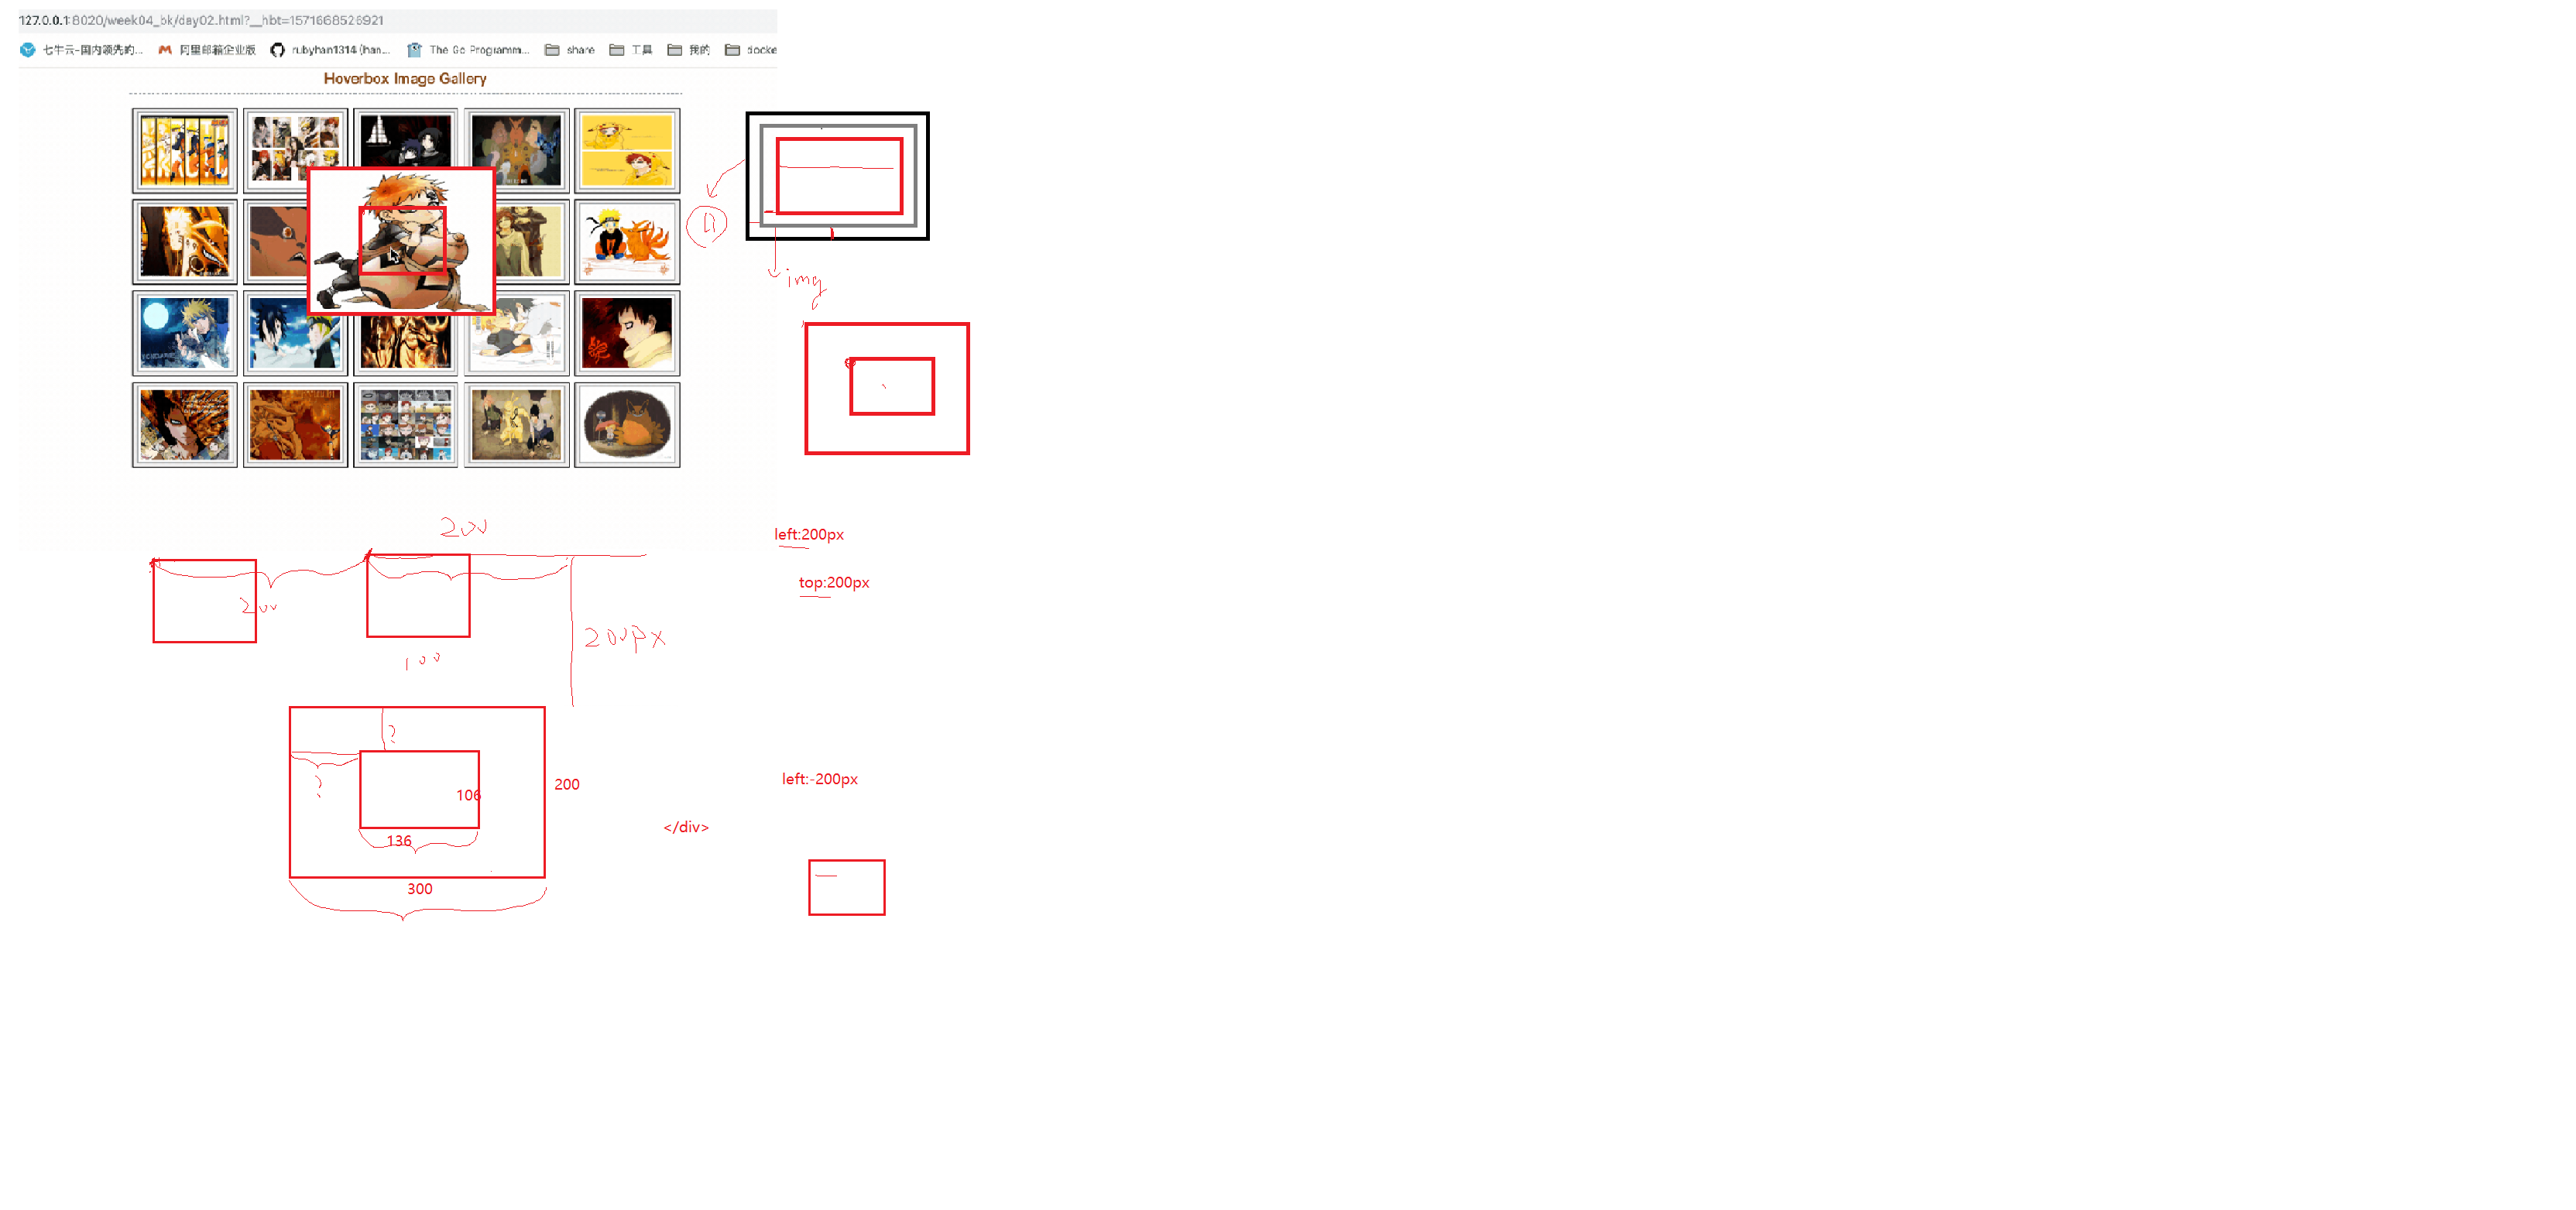 127.0.0.1:8020/week04_bk/day02.html?__hbt=1571668526921
七牛云-国内领先的... 阿里邮箱企业版 rubyhan1314 (han... The Go Programm... share 工具 我的 docke
Hoverbox Image Gallery
img
200
left:200px
top:200px
200
200px
100
?
?
106
200
left:-200px
136
</div>
300